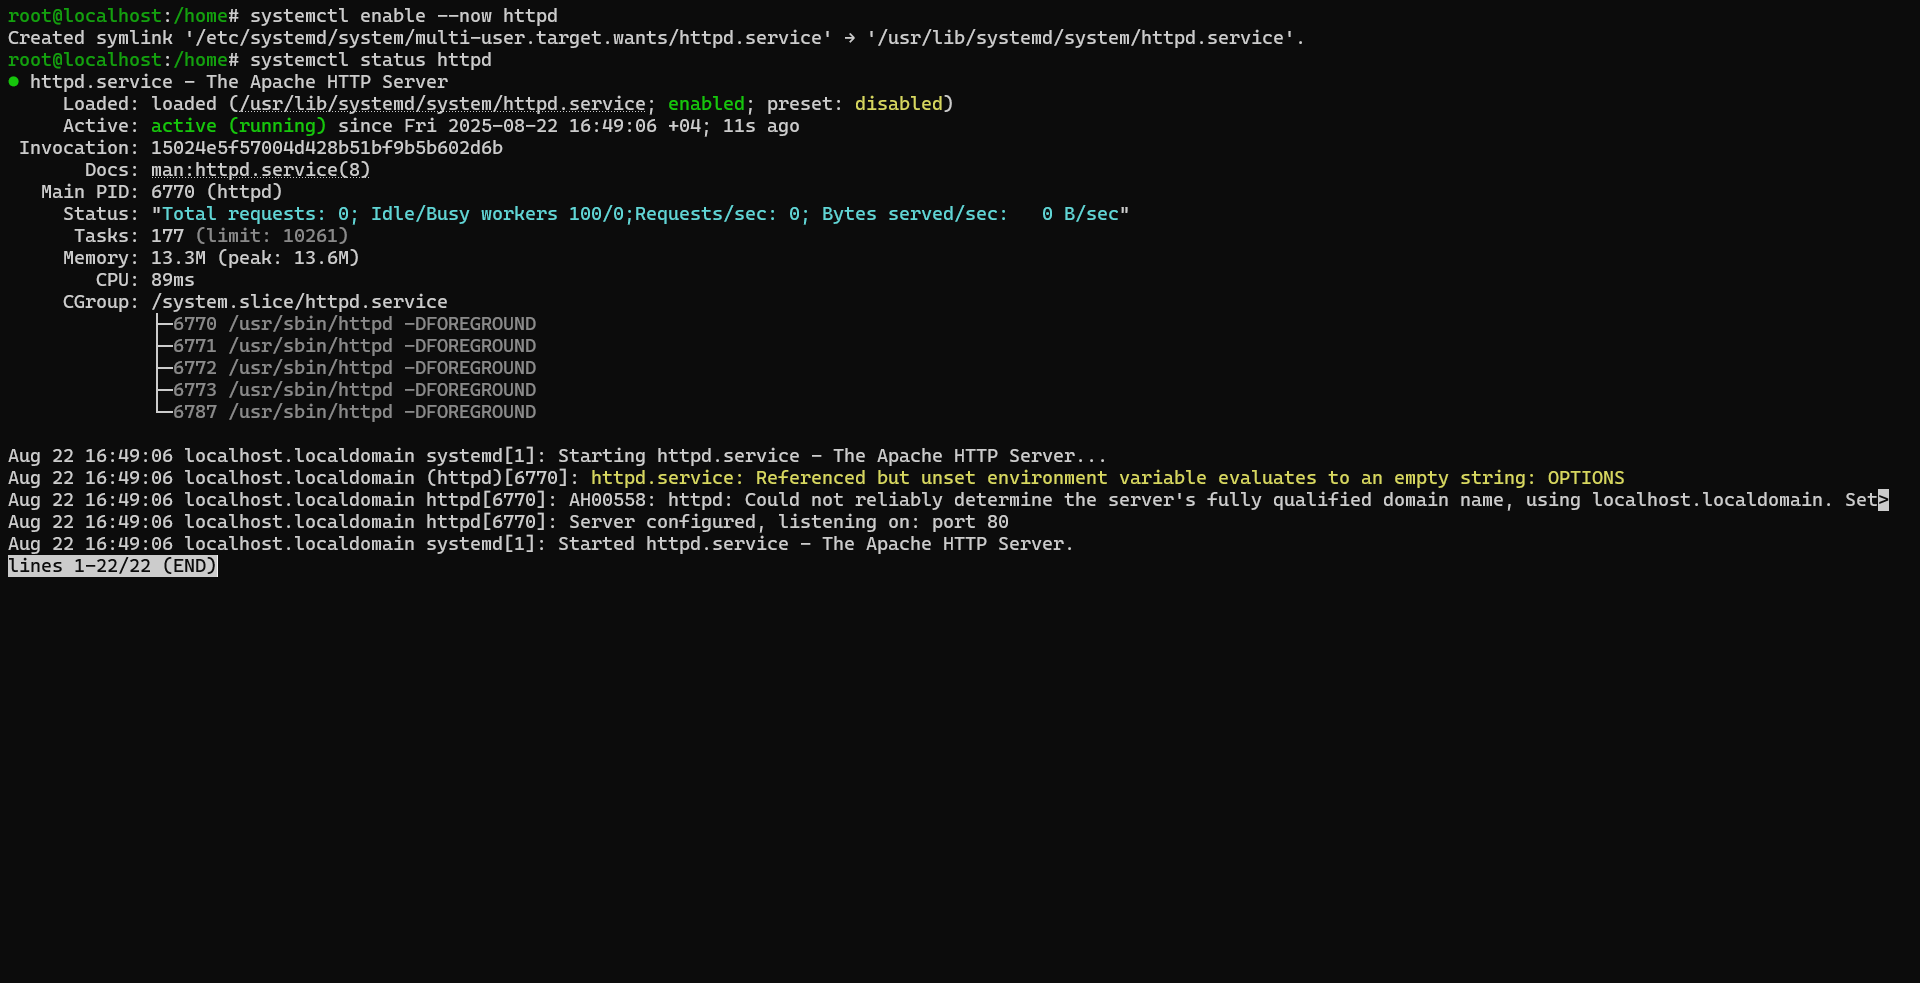 root@localhost:/home# systemctl enable --now httpd
Created symlink '/etc/systemd/system/multi-user.target.wants/httpd.service' → '/usr/lib/systemd/system/httpd.service'.
root@localhost:/home# systemctl status httpd
● httpd.service - The Apache HTTP Server
     Loaded: loaded (/usr/lib/systemd/system/httpd.service; enabled; preset: disabled)
     Active: active (running) since Fri 2025-08-22 16:49:06 +04; 11s ago
 Invocation: 15024e5f57004d428b51bf9b5b602d6b
       Docs: man:httpd.service(8)
   Main PID: 6770 (httpd)
     Status: "Total requests: 0; Idle/Busy workers 100/0;Requests/sec: 0; Bytes served/sec:   0 B/sec"
      Tasks: 177 (limit: 10261)
     Memory: 13.3M (peak: 13.6M)
        CPU: 89ms
     CGroup: /system.slice/httpd.service
             ├─6770 /usr/sbin/httpd -DFOREGROUND
             ├─6771 /usr/sbin/httpd -DFOREGROUND
             ├─6772 /usr/sbin/httpd -DFOREGROUND
             ├─6773 /usr/sbin/httpd -DFOREGROUND
             └─6787 /usr/sbin/httpd -DFOREGROUND

Aug 22 16:49:06 localhost.localdomain systemd[1]: Starting httpd.service - The Apache HTTP Server...
Aug 22 16:49:06 localhost.localdomain (httpd)[6770]: httpd.service: Referenced but unset environment variable evaluates to an empty string: OPTIONS
Aug 22 16:49:06 localhost.localdomain httpd[6770]: AH00558: httpd: Could not reliably determine the server's fully qualified domain name, using localhost.localdomain. Set>
Aug 22 16:49:06 localhost.localdomain httpd[6770]: Server configured, listening on: port 80
Aug 22 16:49:06 localhost.localdomain systemd[1]: Started httpd.service - The Apache HTTP Server.
lines 1-22/22 (END)